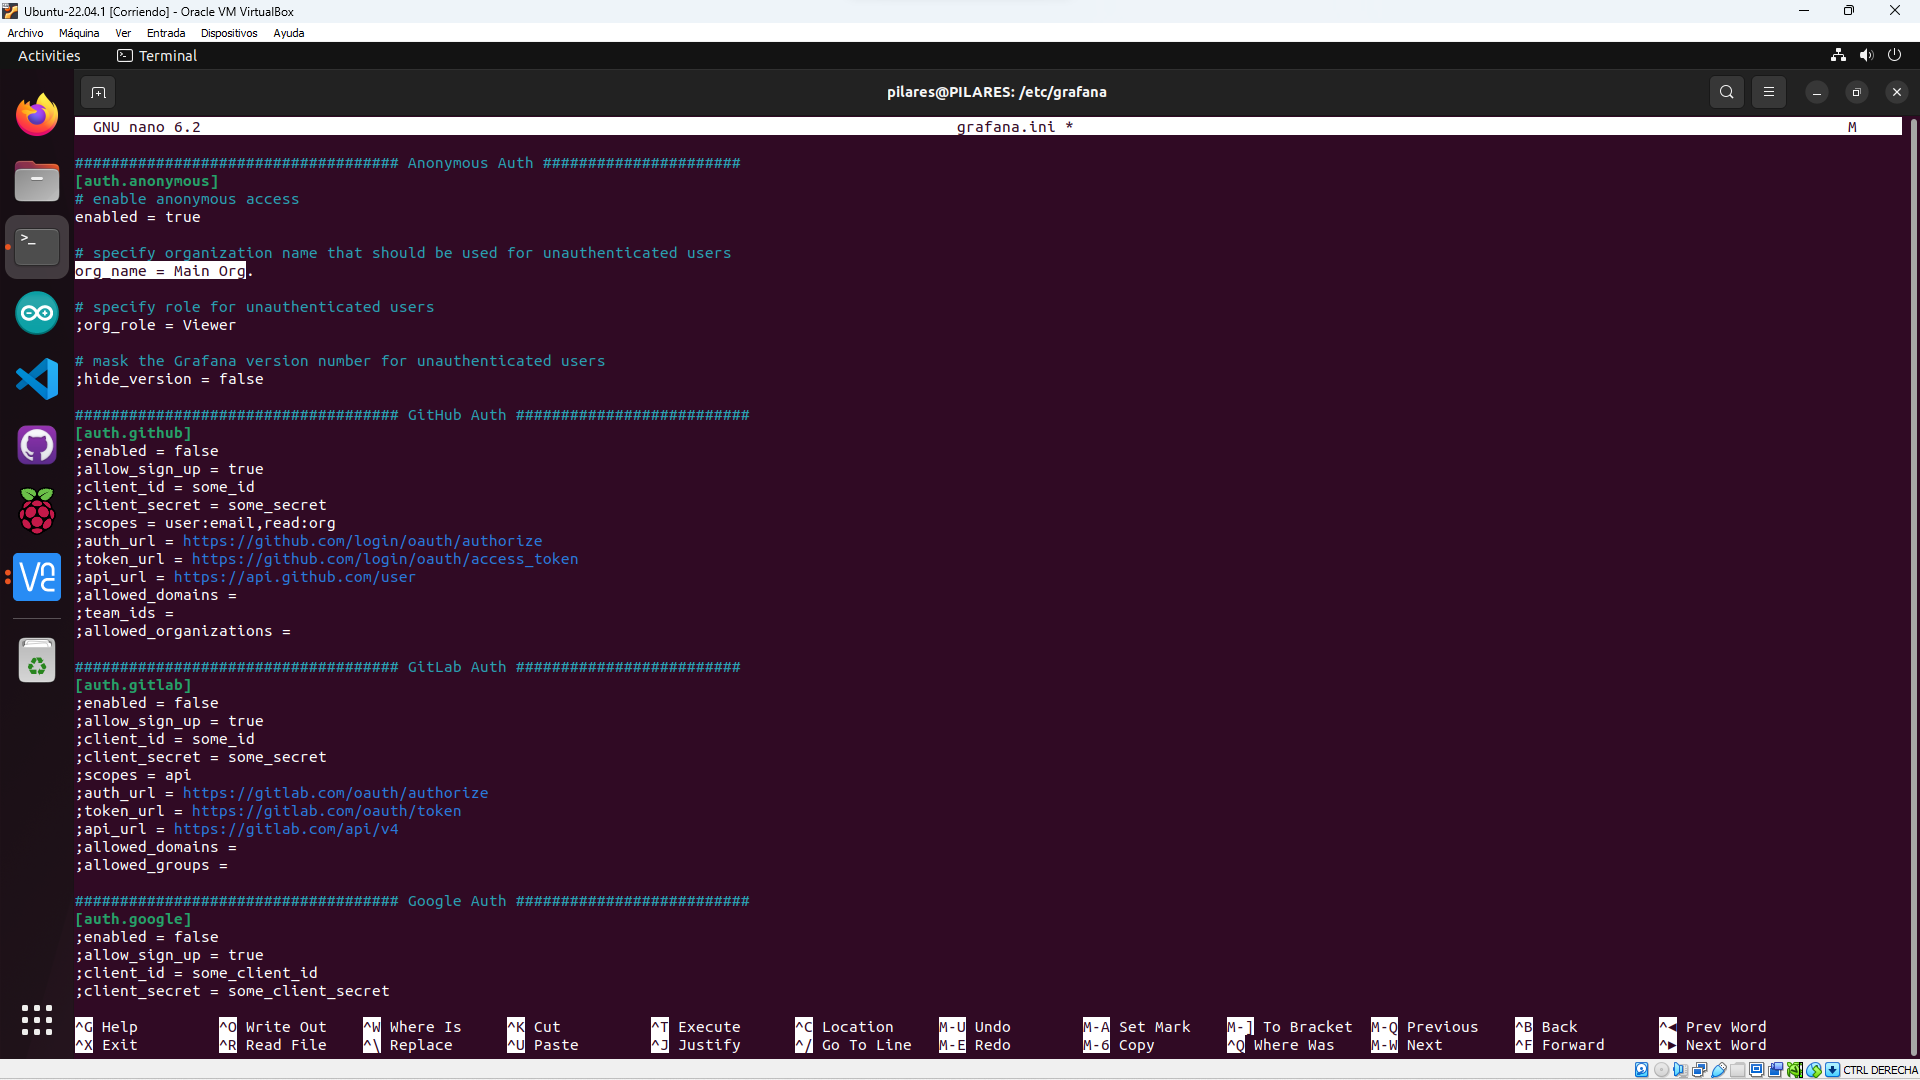 Ubuntu-22.04.1 [Corriendo] - Oracle VM VirtualBox
Archivo Máquina Ver Entrada Dispositivos Ayuda
Activities Terminal
pilares@PILARES: /etc/grafana
GNU nano 6.2 grafana.ini * M
#################################### Anonymous Auth ######################
[auth.anonymous]
# enable anonymous access
enabled = true
# specify organization name that should be used for unauthenticated users
org_name = Main Org.
# specify role for unauthenticated users
;org_role = Viewer
# mask the Grafana version number for unauthenticated users
;hide_version = false
#################################### GitHub Auth ##########################
[auth.github]
;enabled = false
;allow_sign_up = true
;client_id = some_id
;client_secret = some_secret
;scopes = user:email,read:org
;auth_url = https://github.com/login/oauth/authorize
;token_url = https://github.com/login/oauth/access_token
;api_url = https://api.github.com/user
;allowed_domains =
;team_ids =
;allowed_organizations =
#################################### GitLab Auth #########################
[auth.gitlab]
;enabled = false
;allow_sign_up = true
;client_id = some_id
;client_secret = some_secret
;scopes = api
;auth_url = https://gitlab.com/oauth/authorize
;token_url = https://gitlab.com/oauth/token
;api_url = https://gitlab.com/api/v4
;allowed_domains =
;allowed_groups =
#################################### Google Auth ##########################
[auth.google]
;enabled = false
;allow_sign_up = true
;client_id = some_client_id
;client_secret = some_client_secret
^G Help ^O Write Out ^W Where Is ^K Cut ^T Execute ^C Location M-U Undo M-A Set Mark M-] To Bracket M-Q Previous ^B Back ^◄ Prev Word
^X Exit ^R Read File ^\ Replace ^U Paste ^J Justify ^/ Go To Line M-E Redo M-6 Copy ^Q Where Was M-W Next ^F Forward ^► Next Word
CTRL DERECHA